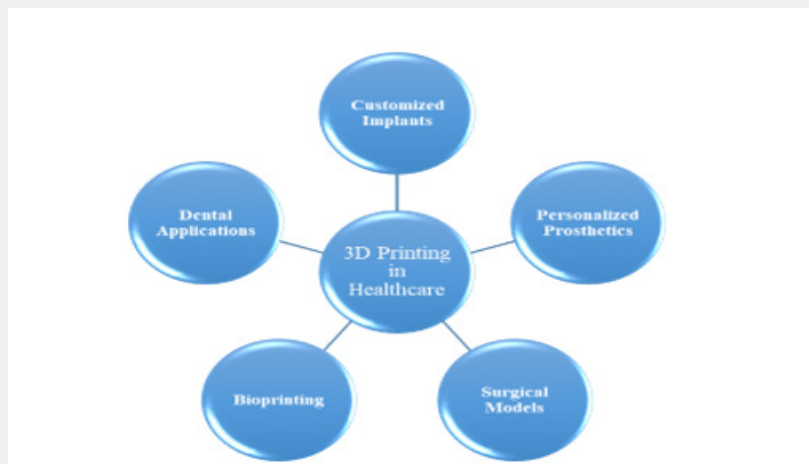 Customized
Implants
Dental
Applications
Personalized
Prosthetics
3D Printing
in
Healthcare
Bioprinting
Surgical
Models